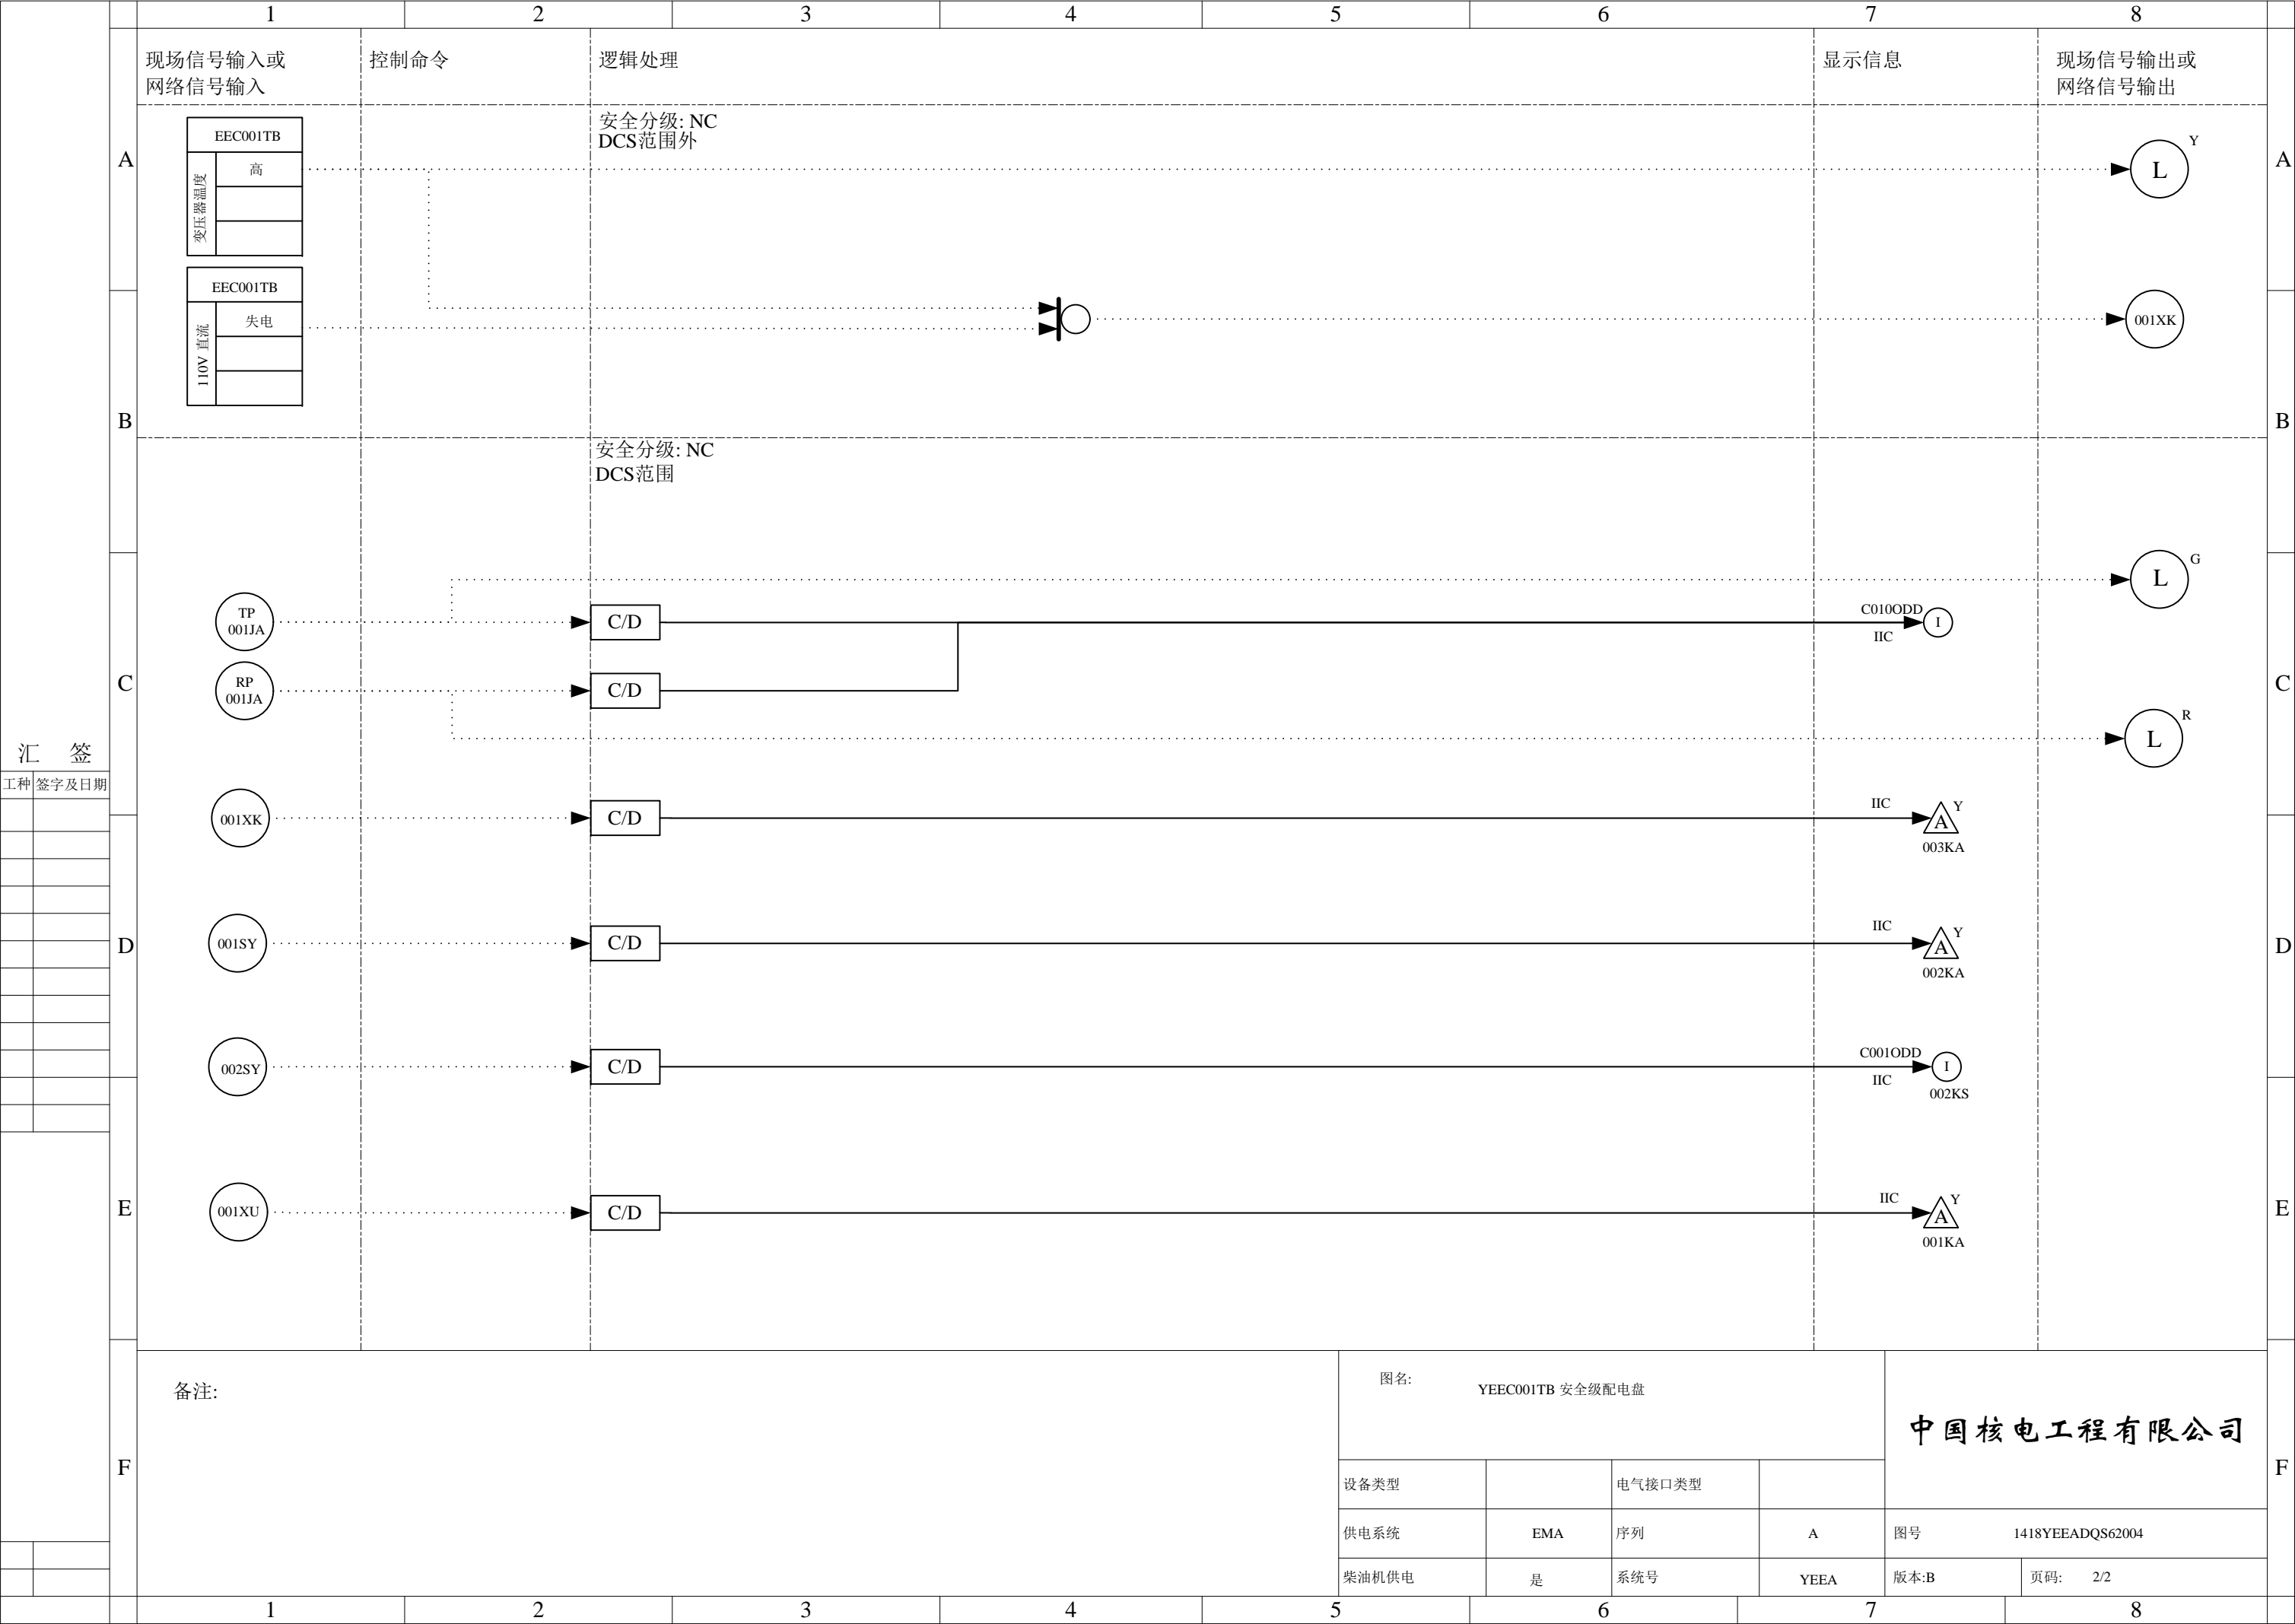 1 2 3 4 5 6 7 8
现场信号输入或
网络信号输入
控制命令
逻辑处理
显示信息
现场信号输出或
网络信号输出
安全分级: NC
DCS范围外
A
A
EEC001TB
变压器温度
高
L
Y
EEC001TB
110V 直流
失电
001XK
B
B
安全分级: NC
DCS范围
L
G
TP
001JA
C/D
C010ODD
IIC
I
RP
001JA
C/D
C
C
L
R
汇 签
工种 签字及日期
001XK
C/D
IIC
A
Y
003KA
D
D
001SY
C/D
IIC
A
Y
002KA
002SY
C/D
C001ODD
IIC
I
002KS
E
E
001XU
C/D
IIC
A
Y
001KA
备注:
图名:
YEEC001TB 安全级配电盘
中国核电工程有限公司
F
F
设备类型
电气接口类型
供电系统 EMA 序列 A 图号 1418YEEADQS62004
柴油机供电 是 系统号 YEEA 版本:B 页码: 2/2
1 2 3 4 5 6 7 8